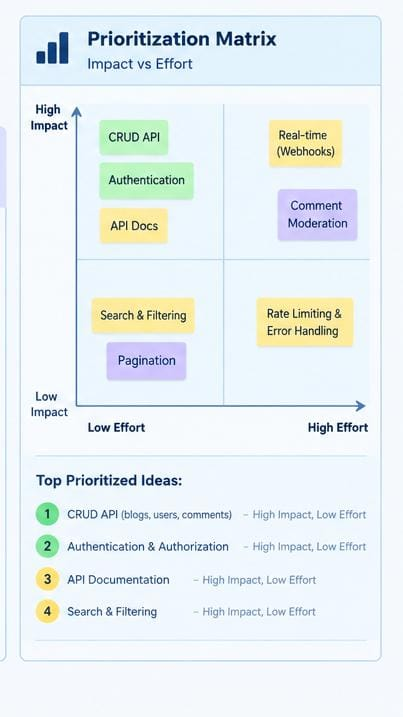 Prioritization Matrix
Impact vs Effort
High
Impact
CRUD API
Authentication
API Docs
Real-time
(Webhooks)
Comment
Moderation
Search & Filtering
Pagination
Rate Limiting &
Error Handling
Low
Impact
Low Effort
High Effort
Top Prioritized Ideas:
1 CRUD API (blogs, users, comments) – High Impact, Low Effort
2 Authentication & Authorization – High Impact, Low Effort
3 API Documentation – High Impact, Low Effort
4 Search & Filtering – High Impact, Low Effort